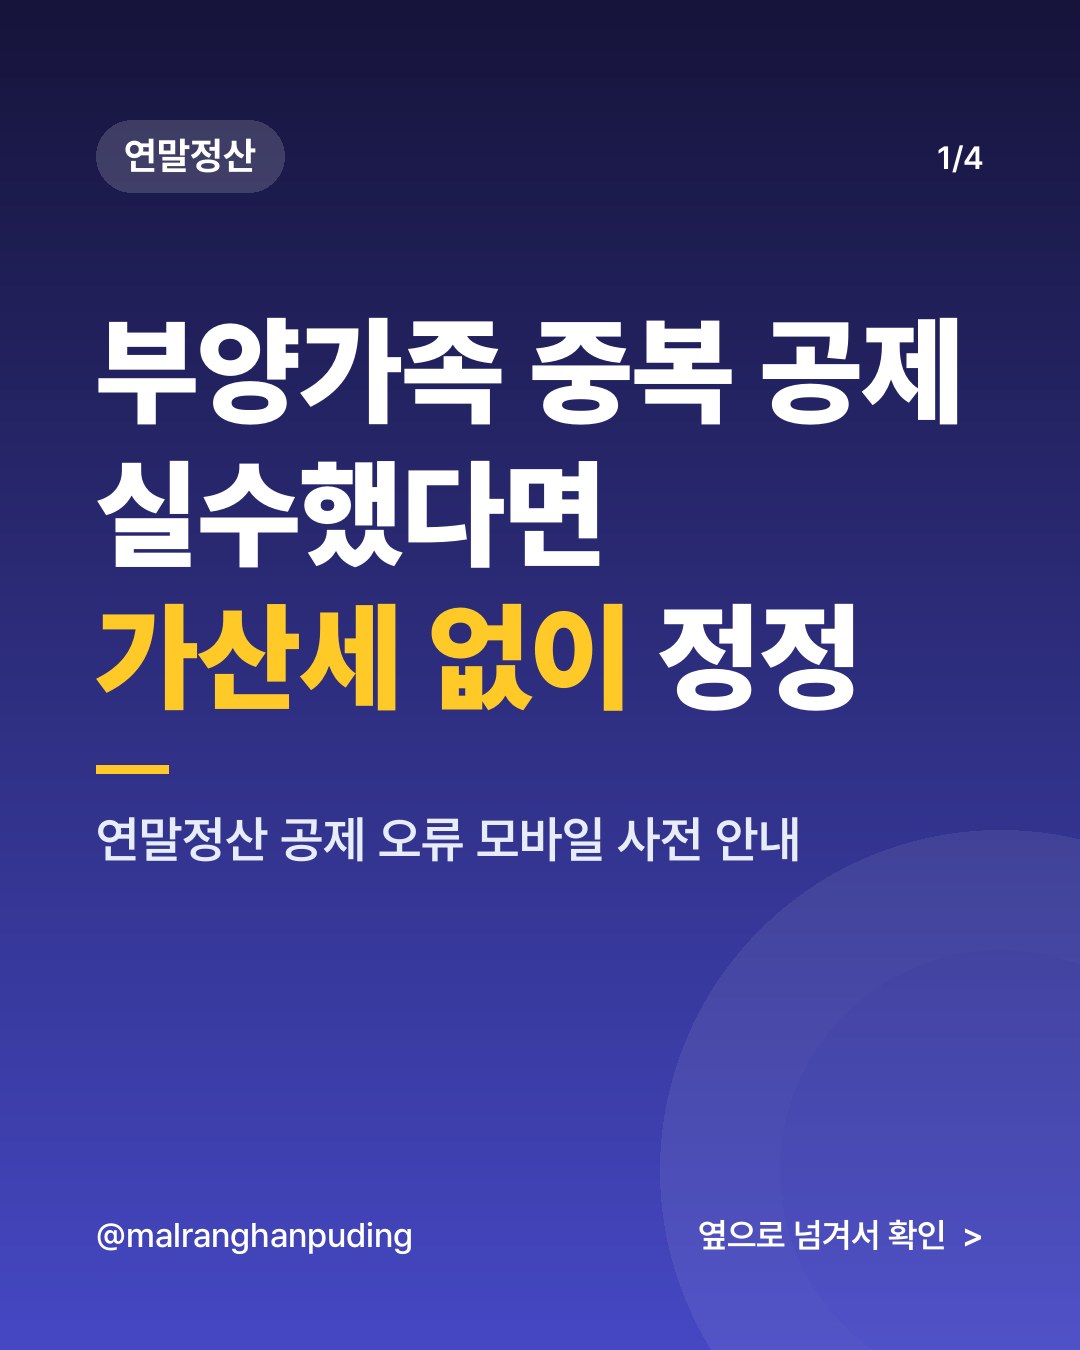 연말정산
1/4
부양가족 중복 공제
실수했다면
가산세 없이 정정
연말정산 공제 오류 모바일 사전 안내
@malranghanpuding
옆으로 넘겨서 확인 >